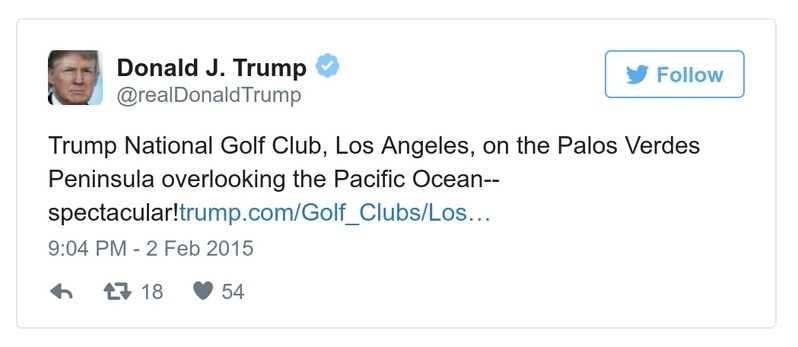 Donald J. Trump
@realDonaldTrump
Follow
Trump National Golf Club, Los Angeles, on the Palos Verdes
Peninsula overlooking the Pacific Ocean--
spectacular!trump.com/Golf_Clubs/Los…
9:04 PM - 2 Feb 2015
18 54